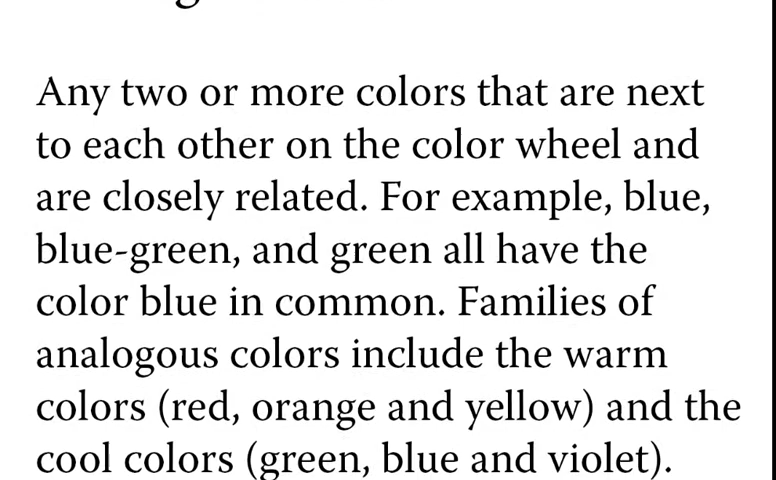 Any two or more colors that are next
to each other on the color wheel and
are closely related. For example, blue,
blue-green, and green all have the
color blue in common. Families of
analogous colors include the warm
colors (red, orange and yellow) and the
cool colors (green, blue and violet).